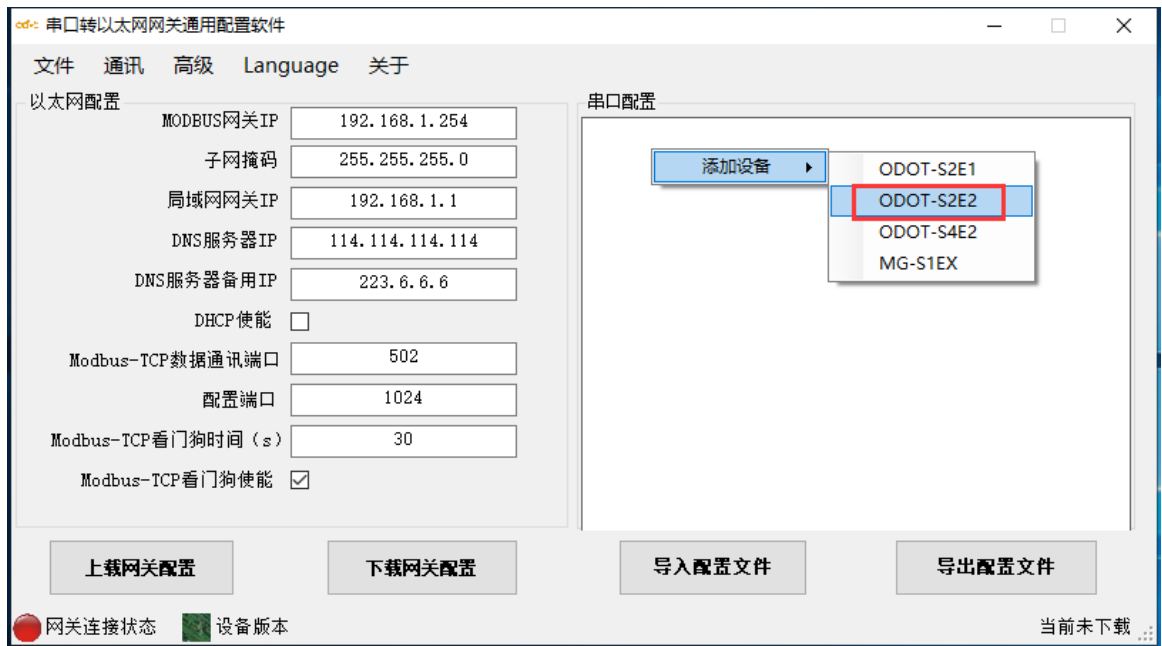 串口转以太网网关通用配置软件
文件 通讯 高级 Language 关于
以太网配置
MODBUS网关IP 192.168.1.254
子网掩码 255.255.255.0
局域网网关IP 192.168.1.1
DNS服务器IP 114.114.114.114
DNS服务器备用IP 223.6.6.6
DHCP使能
Modbus-TCP数据通讯端口 502
配置端口 1024
Modbus-TCP看门狗时间（s） 30
Modbus-TCP看门狗使能
串口配置
添加设备
ODOT-S2E1
ODOT-S2E2
ODOT-S4E2
MG-S1EX
上载网关配置 下载网关配置 导入配置文件 导出配置文件
网关连接状态 设备版本 当前未下载